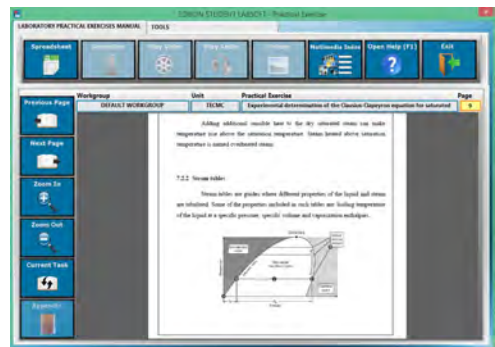 EDIBON STUDENT LABSOFT - Practical Exercise
LABORATORY PRACTICAL EXERCISES MANUAL TOOLS
Spreadsheet
Play Video
Multimedia Index
Open Help (F1)
Exit
Workgroup Unit Practical Exercise Page
DEFAULT WORKGROUP TECMC Experimental determination of the Clausius-Clapeyron equation for saturated 9
Previous Page
Next Page
Zoom In
Zoom Out
Current Task
Appendix
Adding additional sensible heat to the dry saturated steam can make
temperature rise above the saturation temperature. Steam heated above saturation
temperature is named overheated steam.
7.2.2 Steam tables
Steam tables are guides where different properties of the liquid and steam
are tabulated. Some of the properties included in such tables are: boiling temperature
of the liquid at a specific pressure, specific volume and vaporization enthalpies.